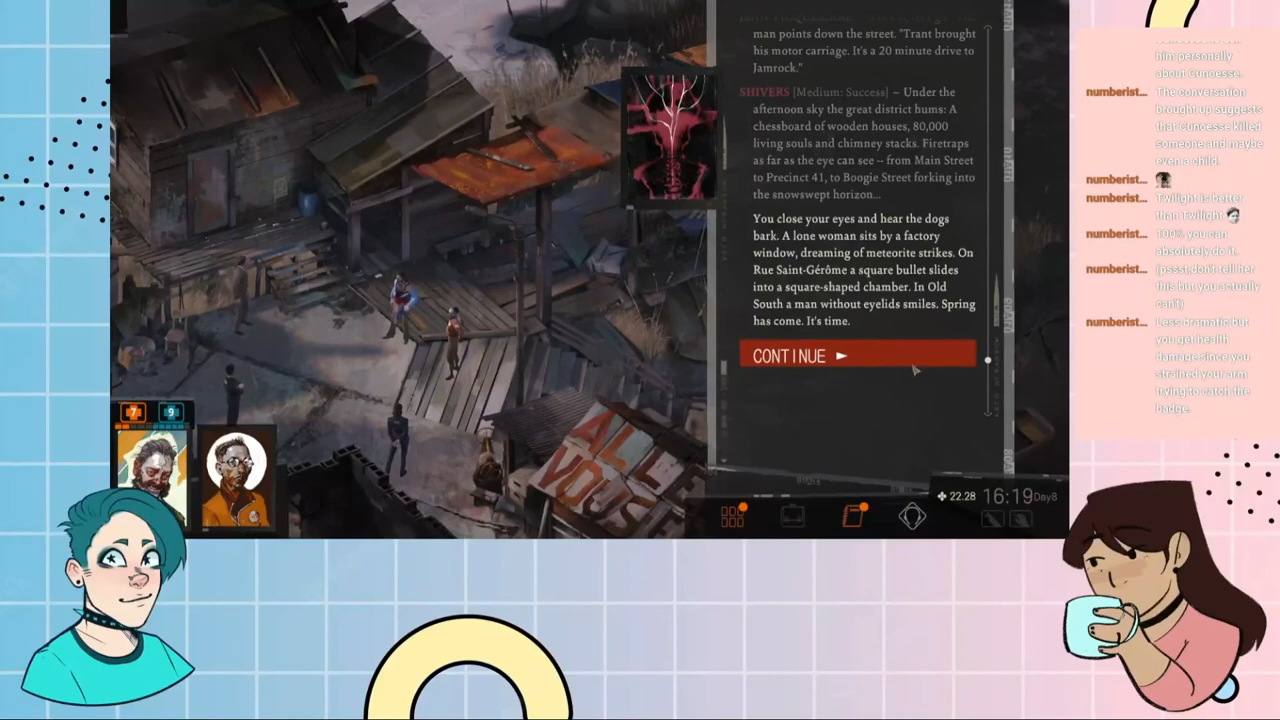 man points down the street. "Trant brought
his motor carriage. It's a 20 minute drive to
Jamrock."
SHIVERS [Medium: Success] – Under the
afternoon sky the great district hums: A
chessboard of wooden houses, 80,000
living souls and chimney stacks. Firetraps
as far as the eye can see -- from Main Street
to Precinct 41, to Boogie Street forking into
the snowswept horizon...
You close your eyes and hear the dogs
bark. A lone woman sits by a factory
window, dreaming of meteorite strikes. On
Rue Saint-Gérôme a square bullet slides
into a square-shaped chamber. In Old
South a man without eyelids smiles. Spring
has come. It's time.
CONTINUE ►
22.28 16:19 Day8
7 9
ALLE
VOUS
him personally
about Cunoesse.
numberist... The conversation
brought up suggests
that Cunoesse killed
someone and maybe
even a child.
numberist...
numberist... Twilight is better
than Twilight
numberist... 100% you can
absolutely do it.
numberist... (pssst don't tell her
this but you actually
can't)
numberist... Less dramatic but
you get health
damage since you
strained your arm
trying to catch the
badge.